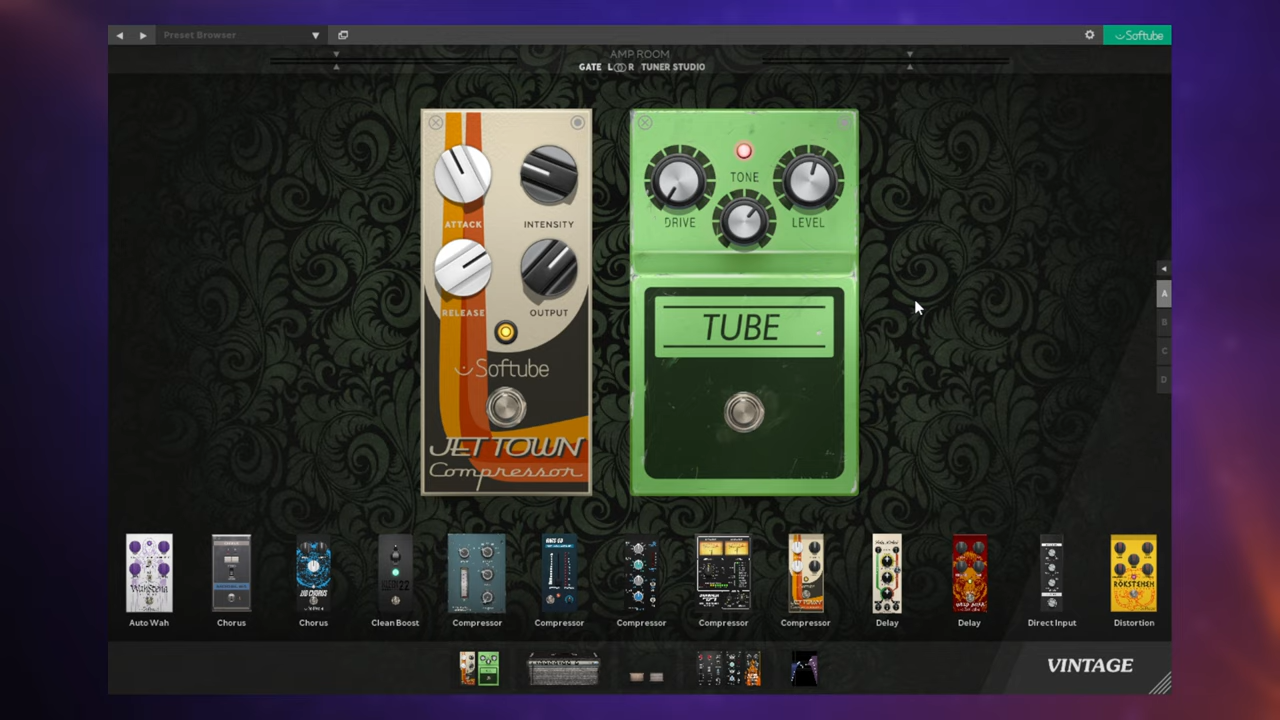 Preset Browser
Softube
AMP ROOM
GATE
TUNER STUDIO
ATTACK
INTENSITY
RELEASE
OUTPUT
Softube
JET TOWN
Compressor
TONE
DRIVE
LEVEL
TUBE
A
B
C
D
RÖKSTENEN
Auto Wah
Chorus
Chorus
Clean Boost
Compressor
Compressor
Compressor
Compressor
Compressor
Delay
Delay
Direct Input
Distortion
VINTAGE